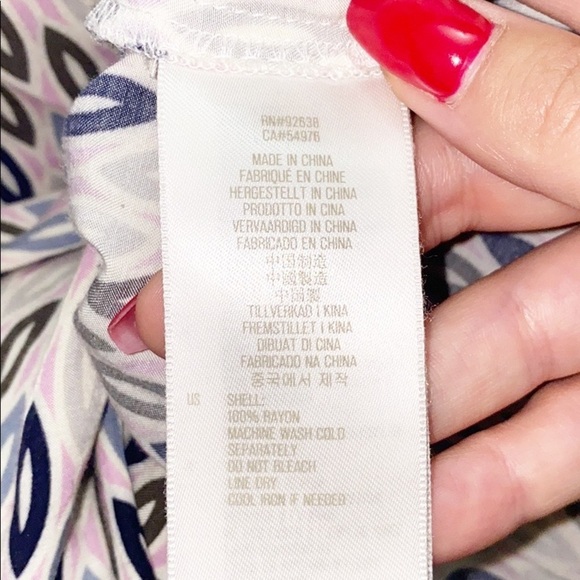 RN#92638
CA#54976
MADE IN CHINA
FABRIQUÉ EN CHINE
HERGESTELLT IN CHINA
PRODOTTO IN CINA
VERVAARDIGD IN CHINA
FABRICADO EN CHINA
中国制造
中國製造
中国製
TILLVERKAD I KINA
FREMSTILLET I KINA
DIBUAT DI CINA
FABRICADO NA CHINA
중국에서 제작
US SHELL:
100% RAYON
MACHINE WASH COLD
SEPARATELY
DO NOT BLEACH
LINE DRY
COOL IRON IF NEEDED